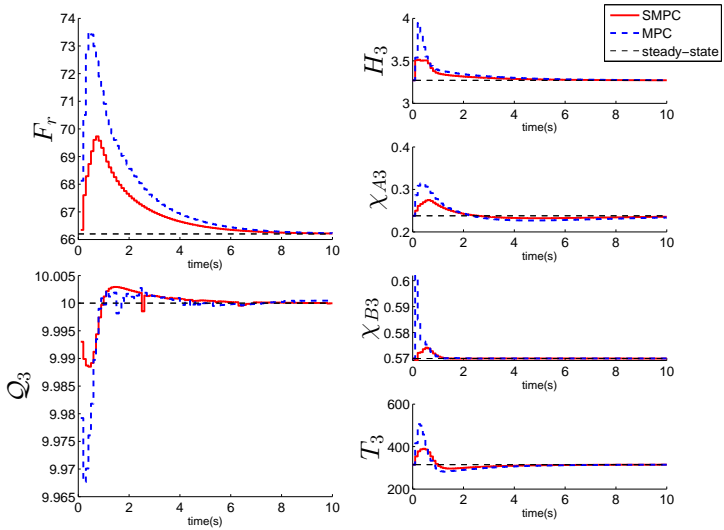 SMPC
MPC
steady−state
74
73
72
71
70
69
68
67
66
0 2 4 6 8 10
time(s)
F_r
10.005
10
9.995
9.99
9.985
9.98
9.975
9.97
9.965
0 2 4 6 8 10
time(s)
Q_3
4
3.5
3
0 2 4 6 8 10
time(s)
H_3
0.4
0.3
0.2
0 2 4 6 8 10
time(s)
χ_{A3}
0.6
0.59
0.58
0.57
0 2 4 6 8 10
time(s)
χ_{B3}
600
400
200
0 2 4 6 8 10
time(s)
T_3